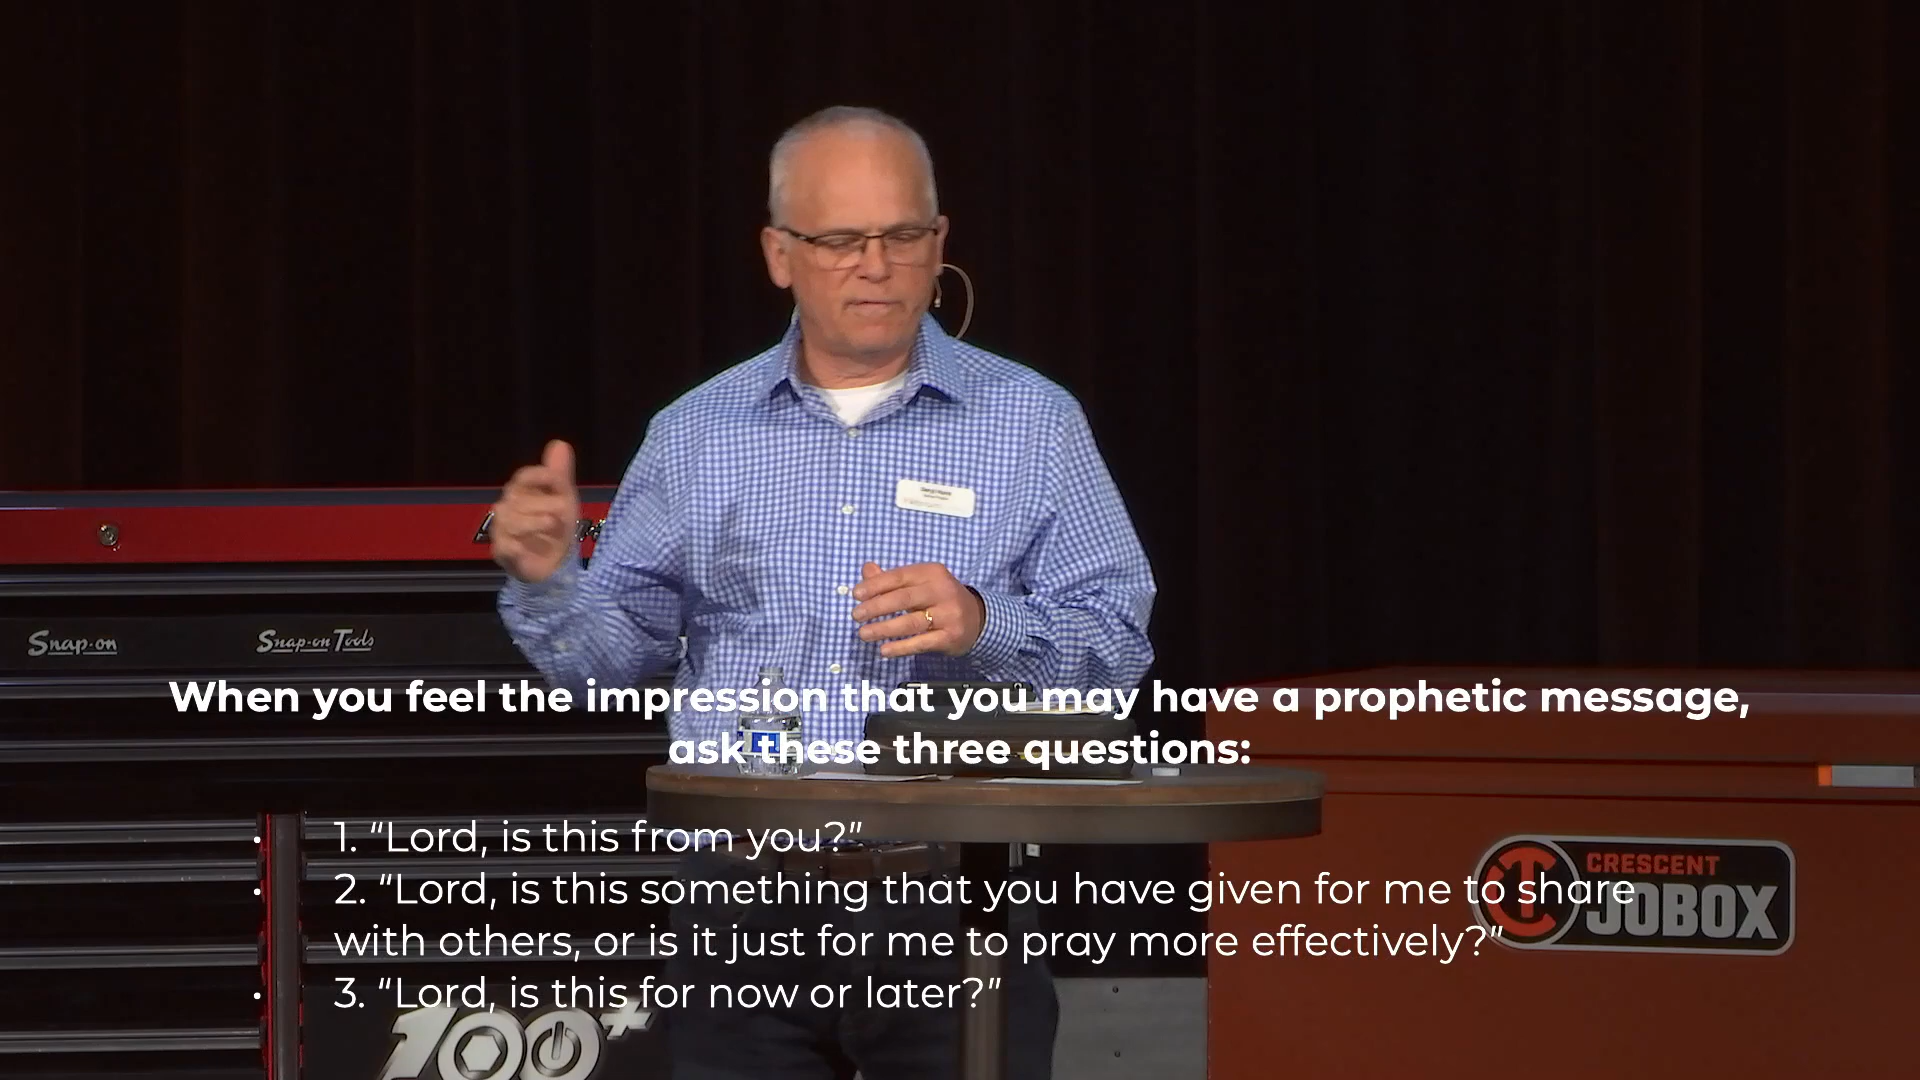 Snap-on
Snap-on Tools
When you feel the impression that you may have a prophetic message,
ask these three questions:
• 1. “Lord, is this from you?”
• 2. “Lord, is this something that you have given for me to share
with others, or is it just for me to pray more effectively?”
• 3. “Lord, is this for now or later?”
CRESCENT
JOBOX
100+